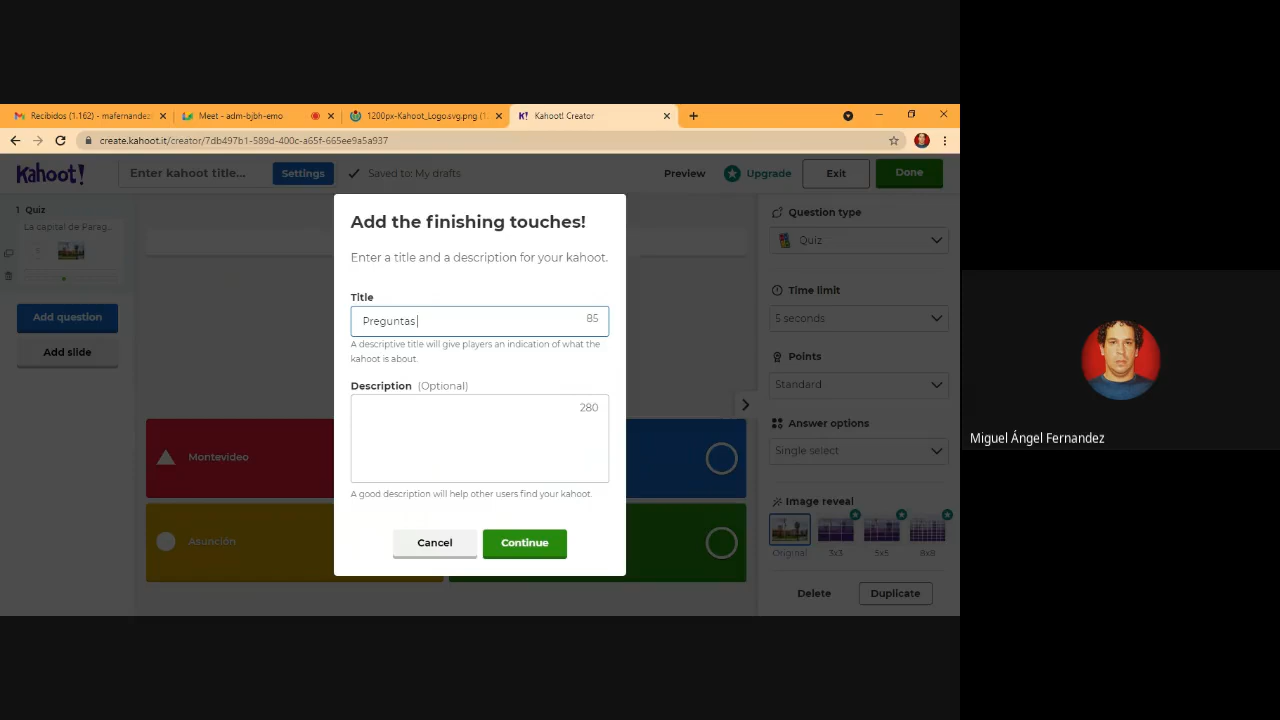 Recibidos (1.162) - mafernandez
Meet - adm-bjbh-emo
1200px-Kahoot_Logo.svg.png (1:
Kahoot! Creator
create.kahoot.it/creator/7db497b1-589d-400c-a65f-665ee9a5a937
Kahoot!
Enter kahoot title...
Settings
Saved to: My drafts
Preview
Upgrade
Exit
Done
1 Quiz
La capital de Parag...
Add question
Add slide
Add the finishing touches!
Enter a title and a description for your kahoot.
Title
Preguntas
85
A descriptive title will give players an indication of what the
kahoot is about.
Description (Optional)
280
A good description will help other users find your kahoot.
Cancel
Continue
Montevideo
Asunción
Question type
Quiz
Time limit
5 seconds
Points
Standard
Answer options
Single select
Image reveal
Original
3x3
5x5
8x8
Delete
Duplicate
Miguel Ángel Fernandez